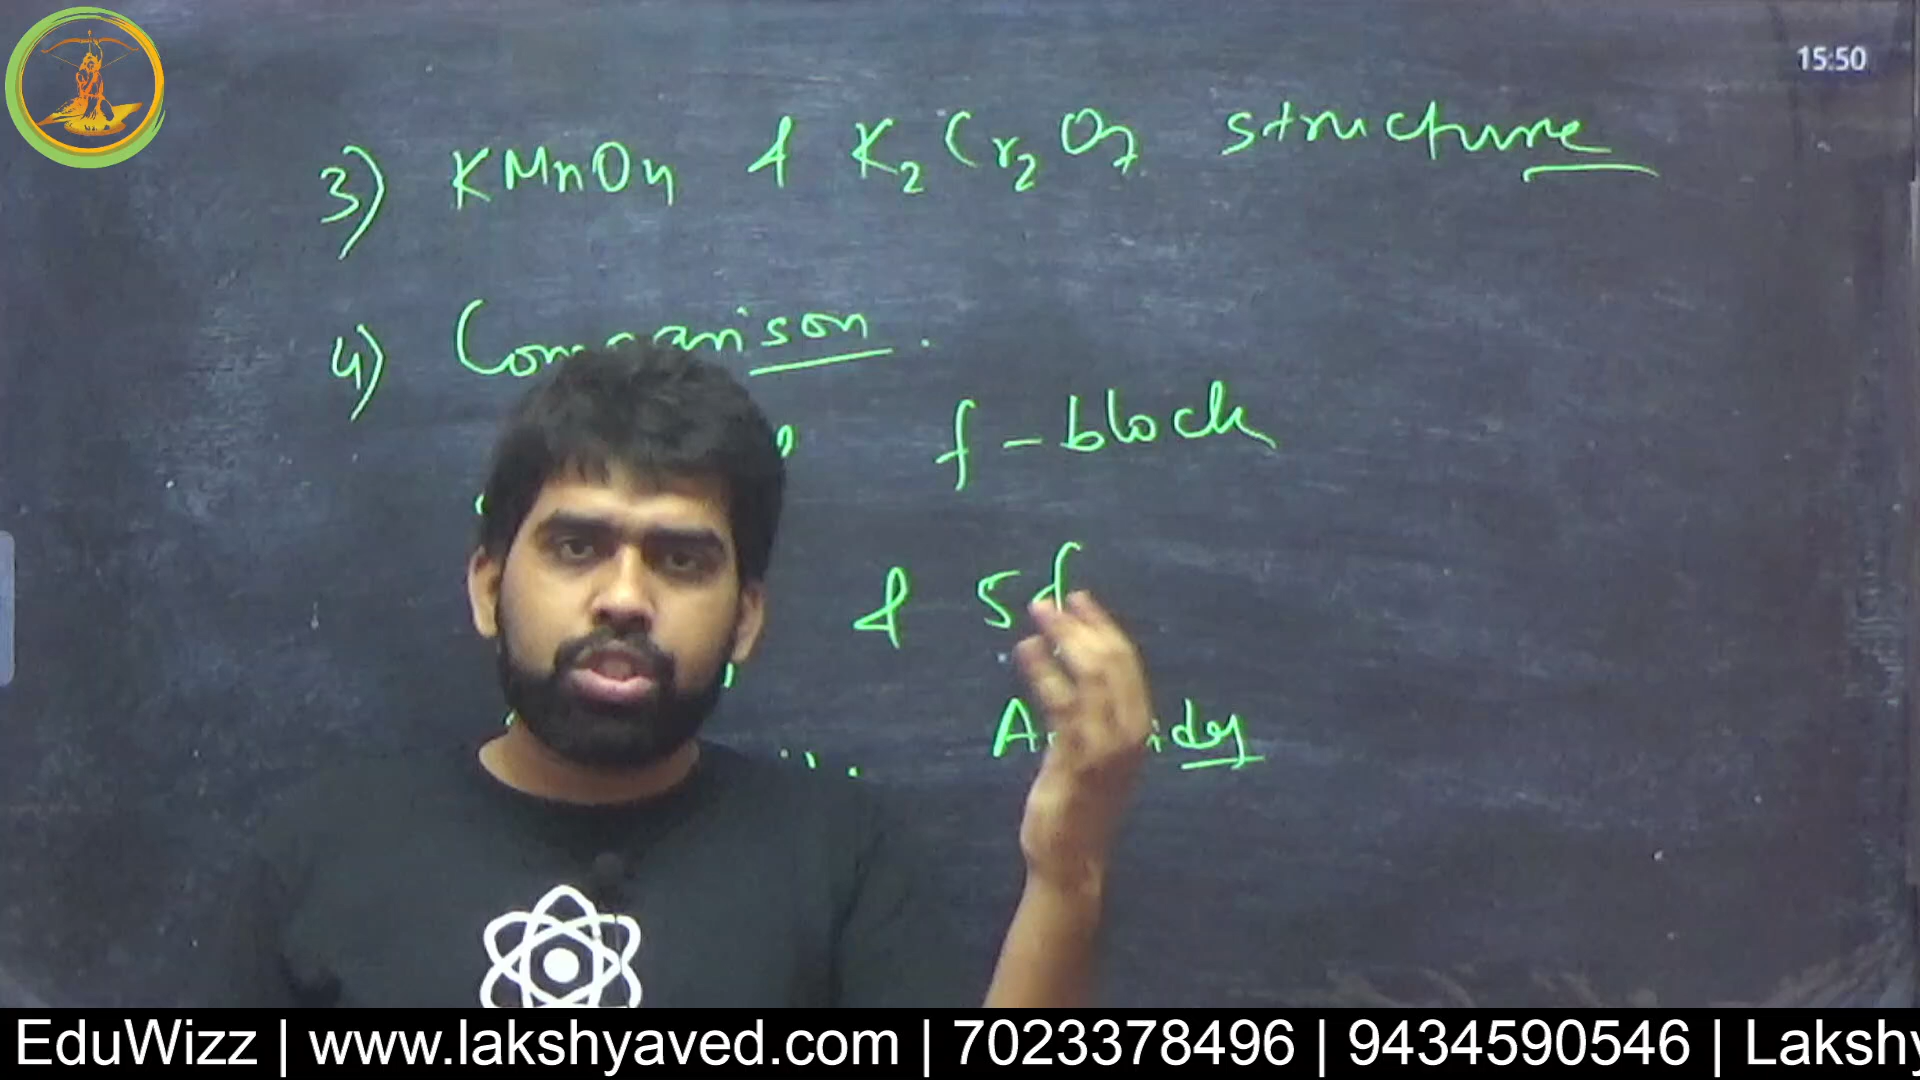 15:50
3) KMnO4 & K2Cr2O7 structure
4) Comparison.
f-block
& 5f
EduWizz | www.lakshyaved.com | 7023378496 | 9434590546 | Lakshy